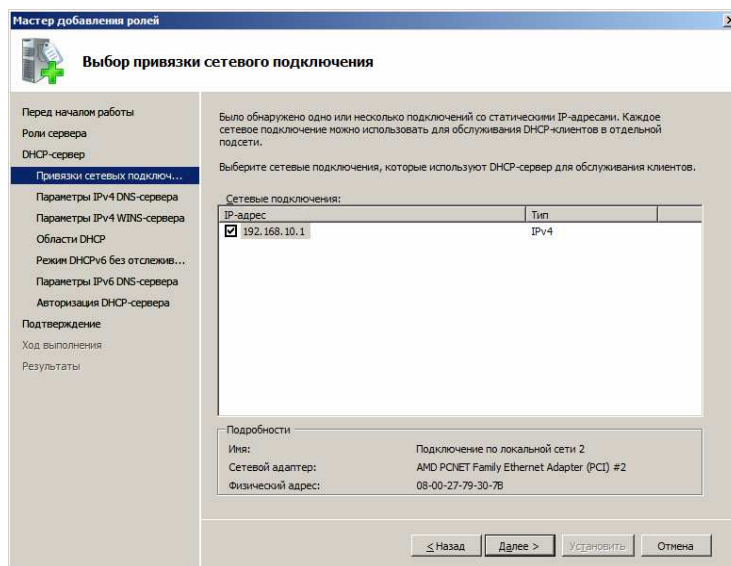 Мастер добавления ролей
Выбор привязки сетевого подключения
Перед началом работы
Роли сервера
DHCP-сервер
Привязки сетевых подключ...
Параметры IPv4 DNS-сервера
Параметры IPv4 WINS-сервера
Области DHCP
Режим DHCPv6 без отслежив...
Параметры IPv6 DNS-сервера
Авторизация DHCP-сервера
Подтверждение
Ход выполнения
Результаты
Было обнаружено одно или несколько подключений со статическими IP-адресами. Каждое
сетевое подключение можно использовать для обслуживания DHCP-клиентов в отдельной
подсети.
Выберите сетевые подключения, которые использует DHCP-сервер для обслуживания клиентов.
Сетевые подключения:
IP-адрес Тип
192.168.10.1 IPv4
Подробности
Имя: Подключение по локальной сети 2
Сетевой адаптер: AMD PCNET Family Ethernet Adapter (PCI) #2
Физический адрес: 08-00-27-79-30-7B
< Назад Далее > Установить Отмена